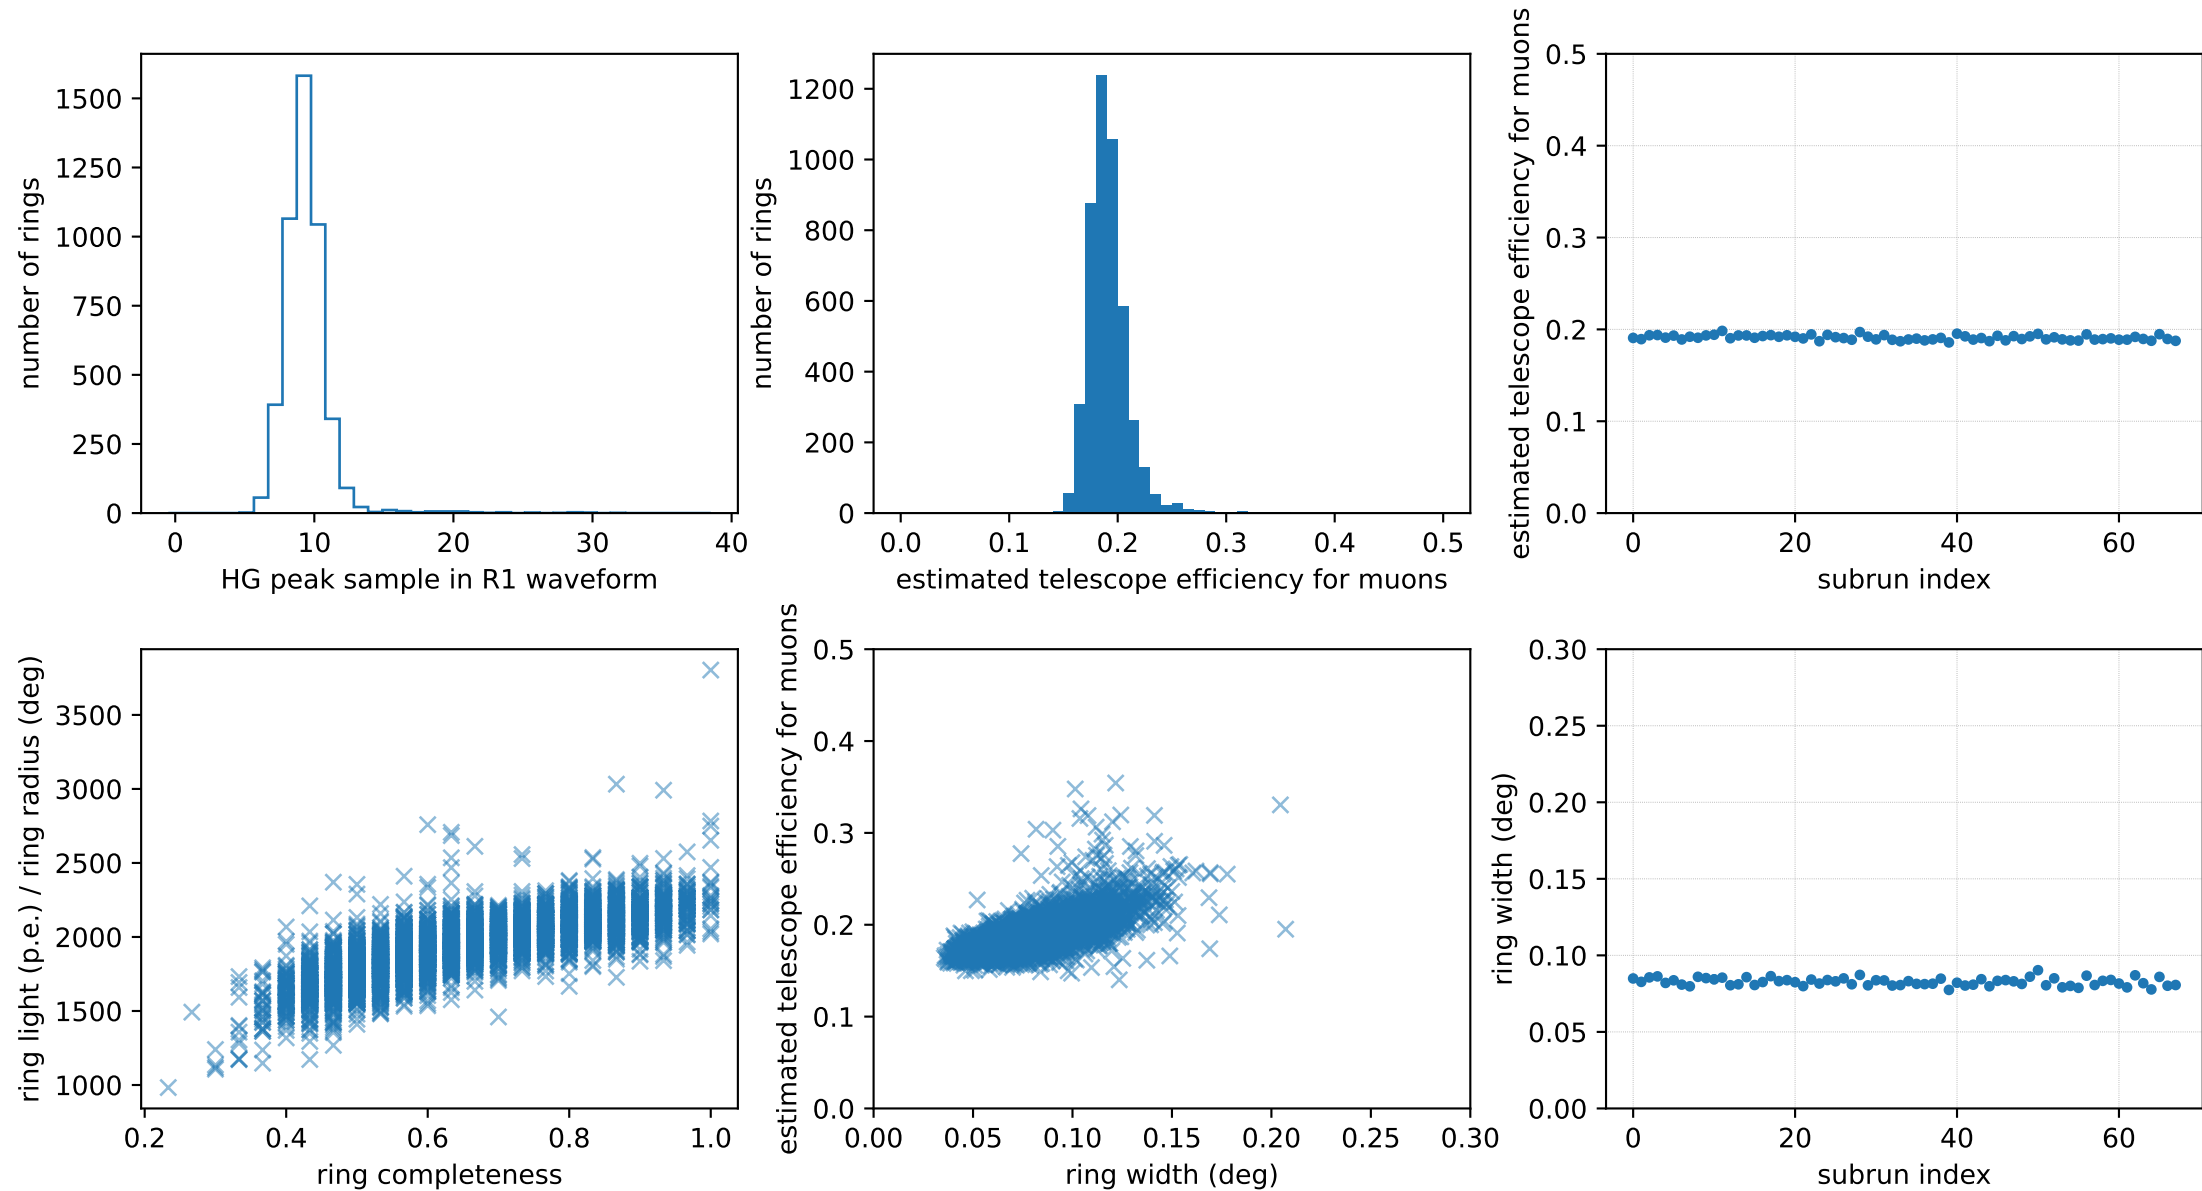 number of rings
1500
1250
1000
750
500
250
0
0 10 20 30 40
HG peak sample in R1 waveform
number of rings
1200
1000
800
600
400
200
0
0.0 0.1 0.2 0.3 0.4 0.5
estimated telescope efficiency for muons
estimated telescope efficiency for muons
0.5
0.4
0.3
0.2
0.1
0.0
0 20 40 60
subrun index
ring light (p.e.) / ring radius (deg)
3500
3000
2500
2000
1500
1000
0.2 0.4 0.6 0.8 1.0
ring completeness
estimated telescope efficiency for muons
0.5
0.4
0.3
0.2
0.1
0.0
0.00 0.05 0.10 0.15 0.20 0.25 0.30
ring width (deg)
ring width (deg)
0.30
0.25
0.20
0.15
0.10
0.05
0.00
0 20 40 60
subrun index